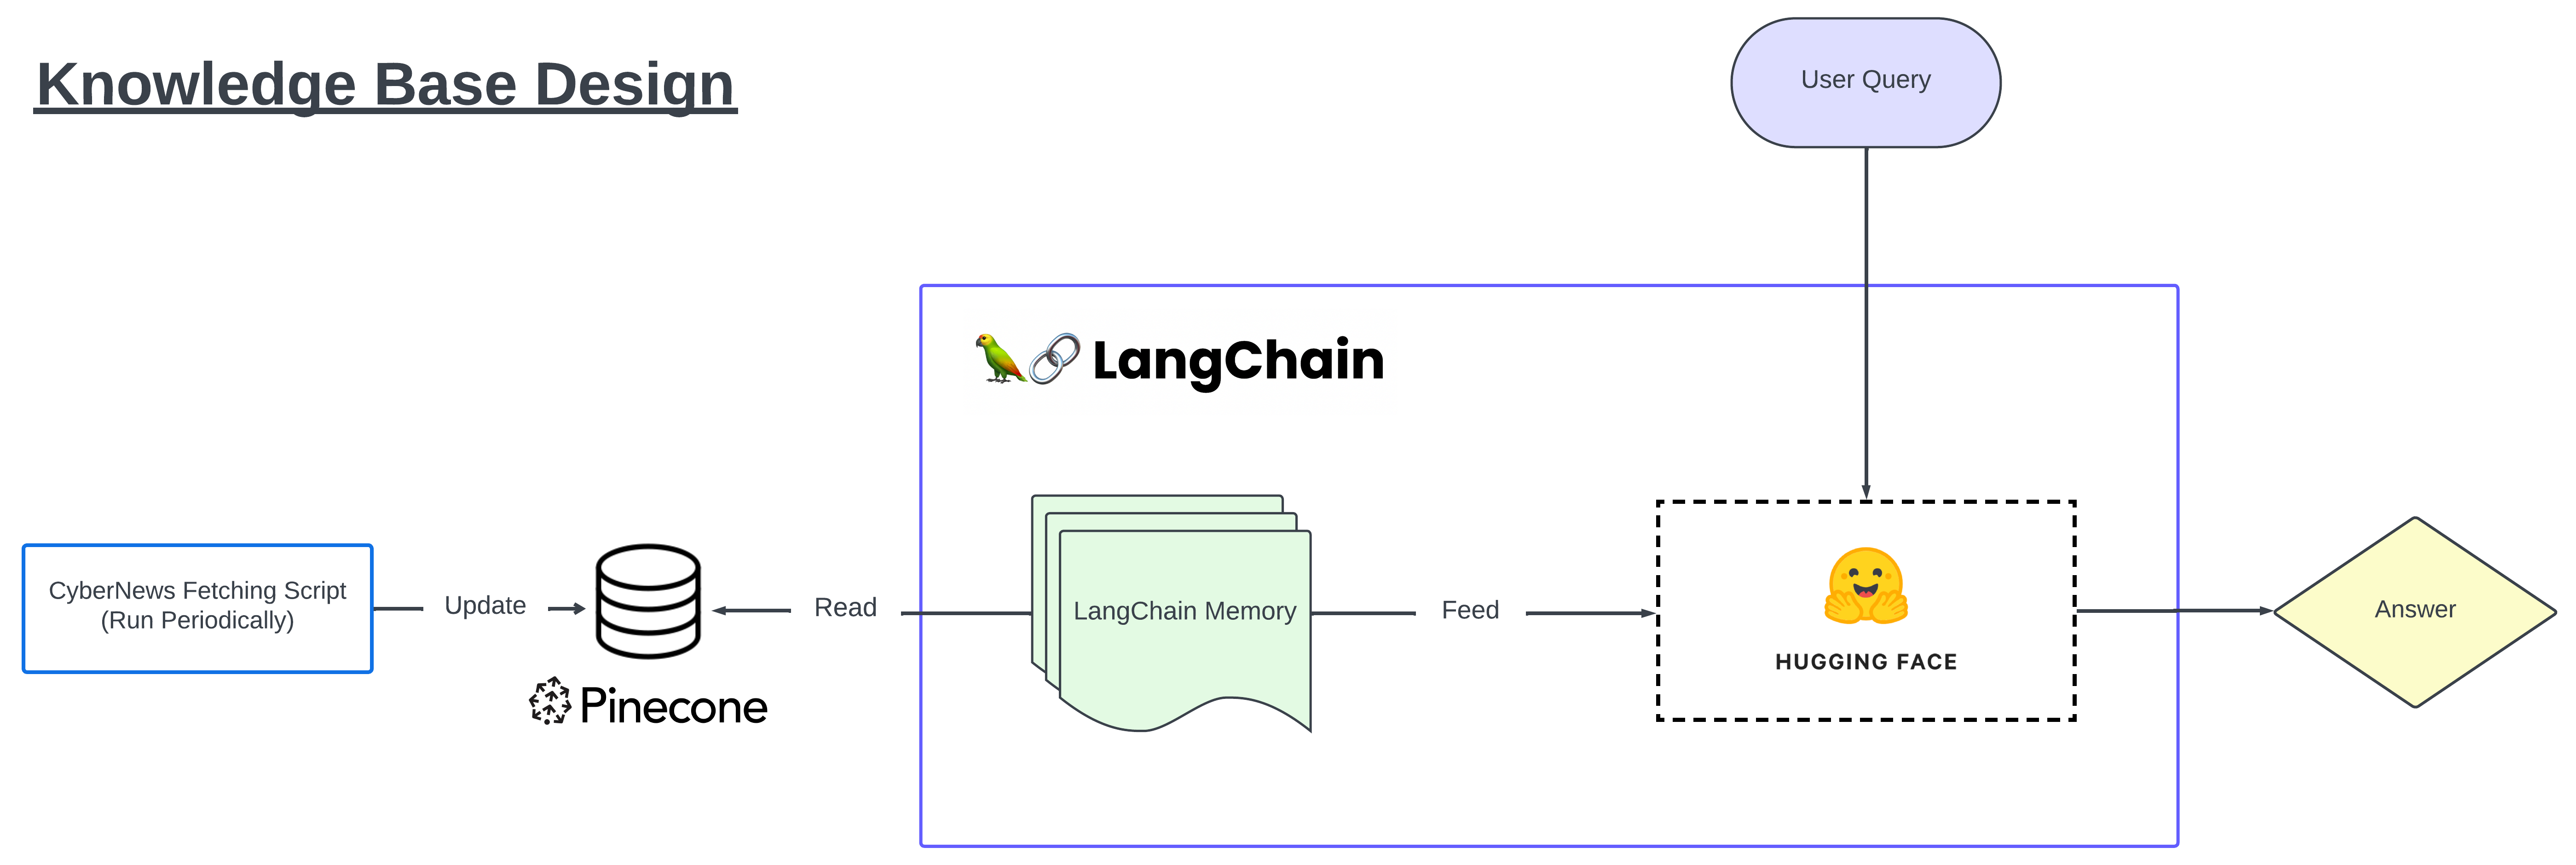 Knowledge Base Design
User Query
LangChain
CyberNews Fetching Script
(Run Periodically)
Update
Pinecone
Read
LangChain Memory
Feed
HUGGING FACE
Answer